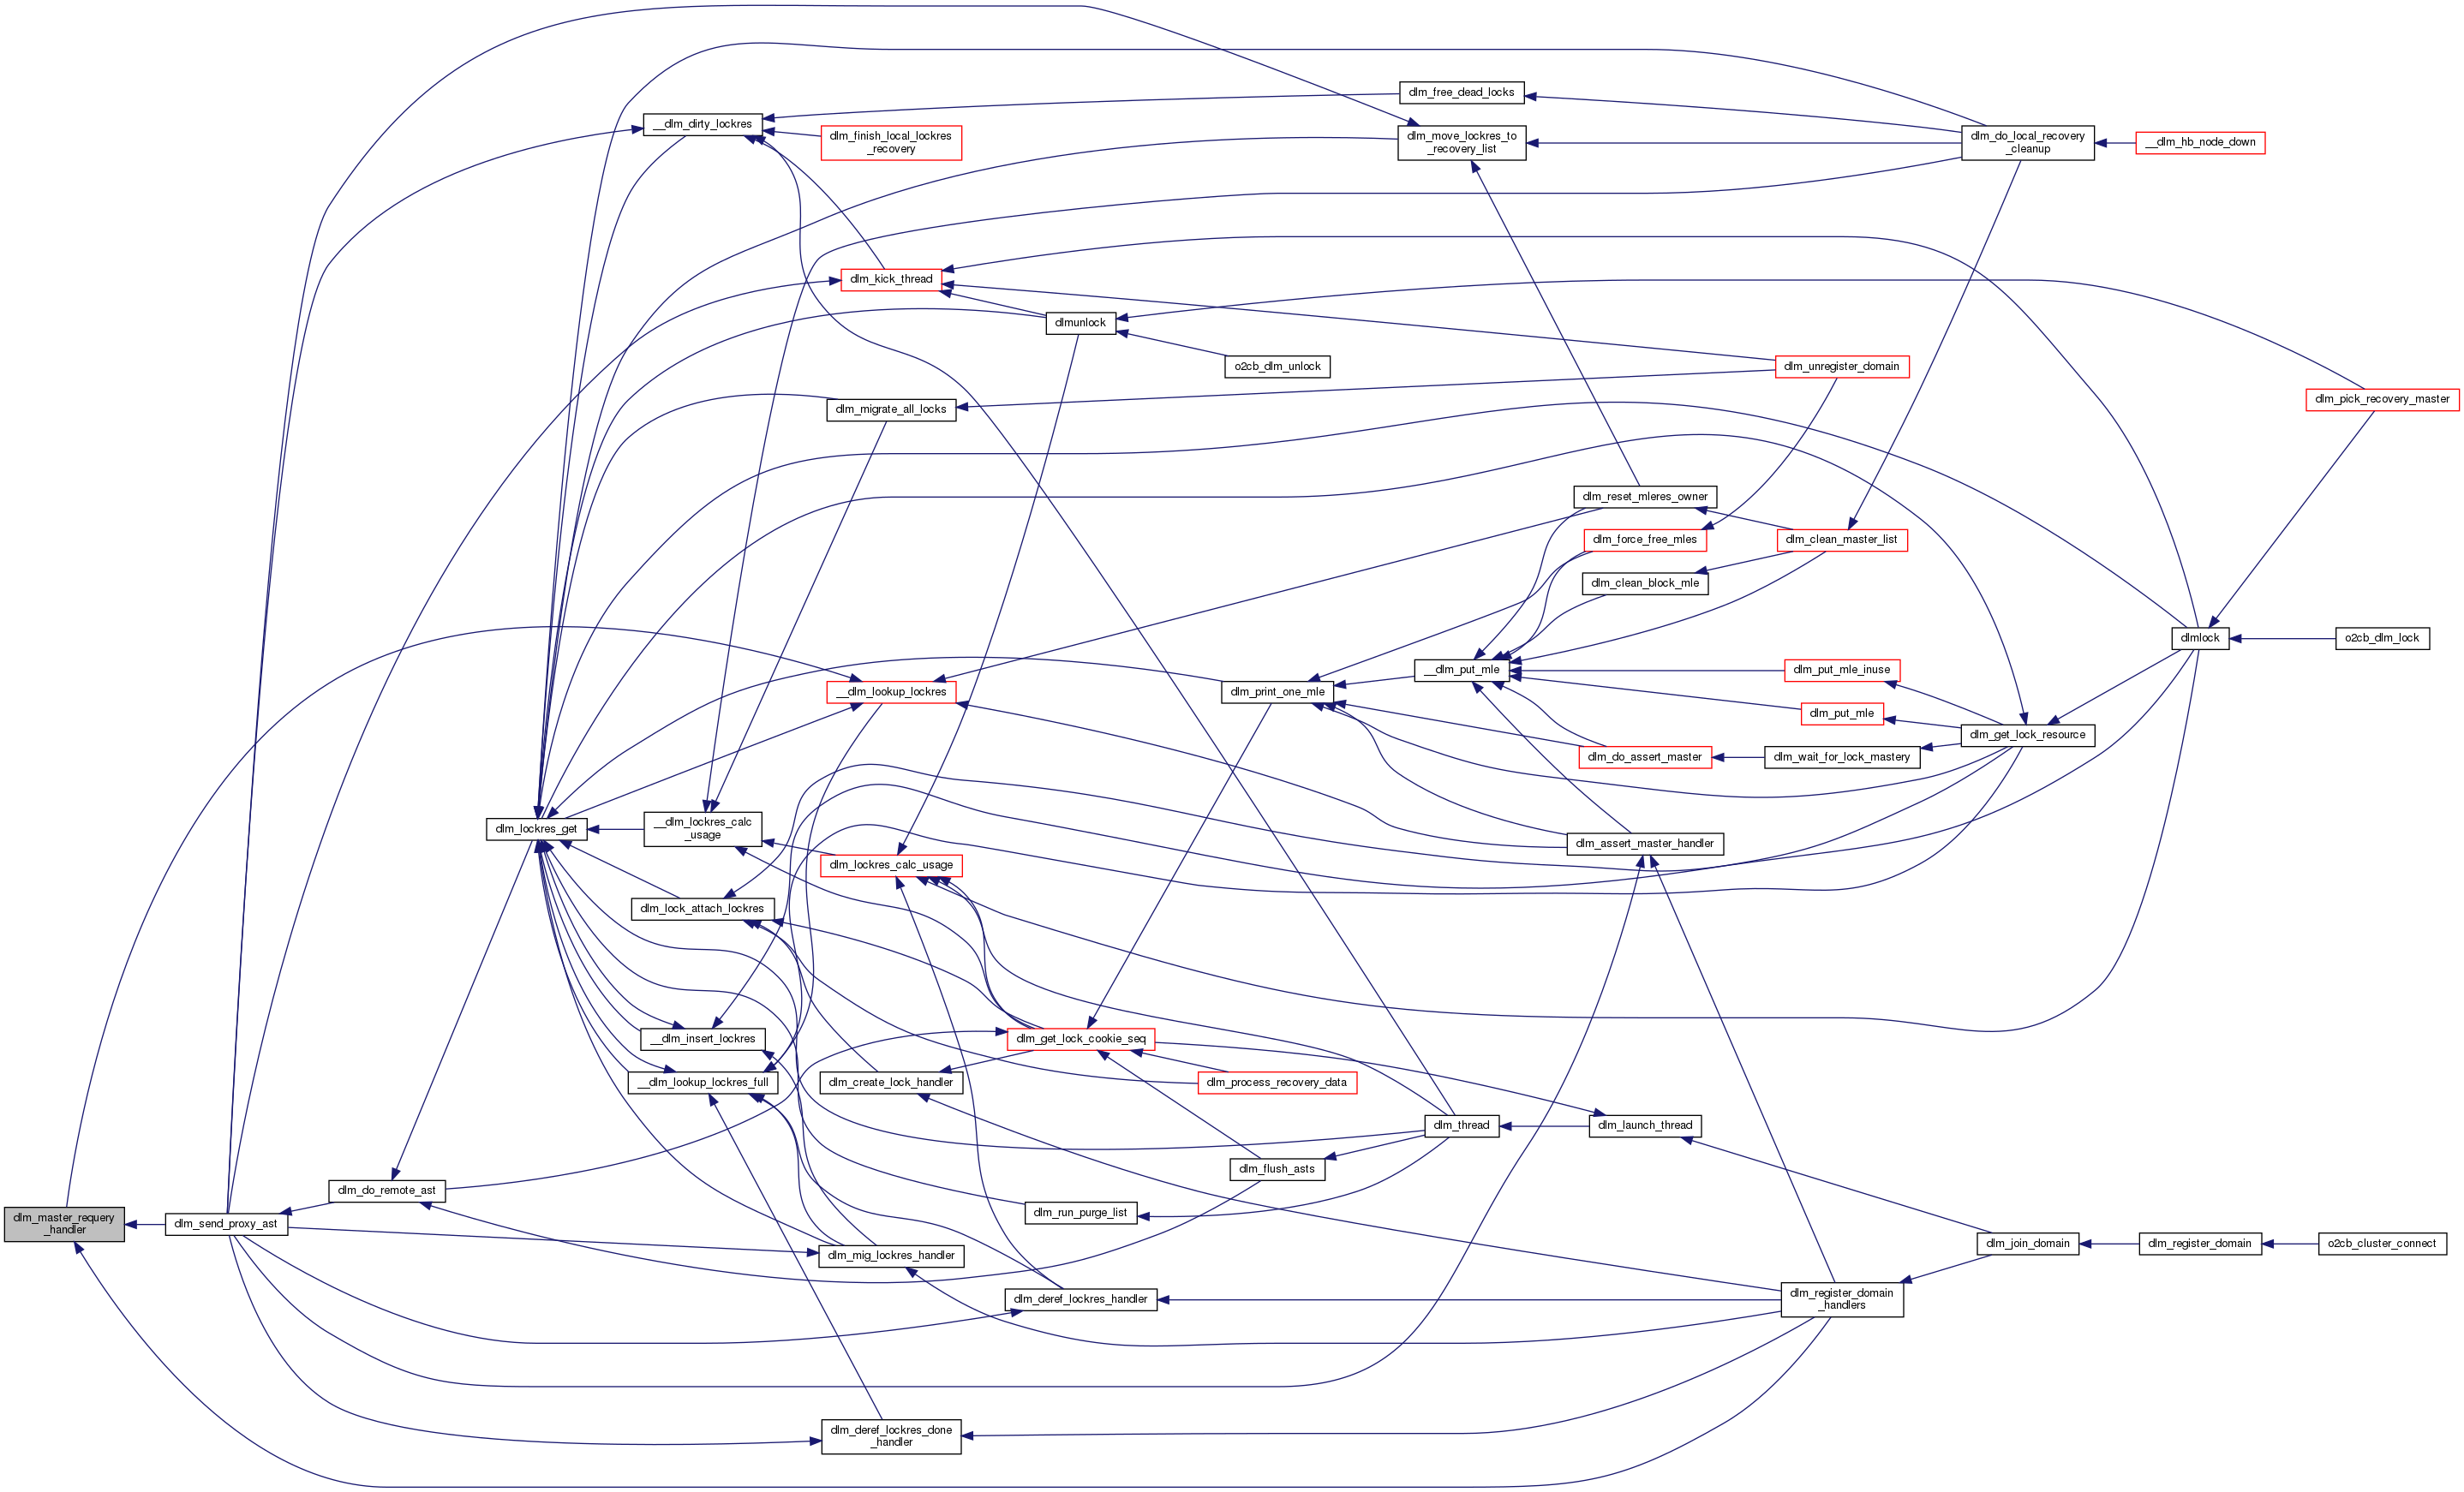 dlm_free_dead_locks
__dlm_dirty_lockres
dlm_finish_local_lockres
_recovery
dlm_move_lockres_to
_recovery_list
dlm_do_local_recovery
_cleanup
__dlm_hb_node_down
dlm_kick_thread
dlmunlock
o2cb_dlm_unlock
dlm_unregister_domain
dlm_pick_recovery_master
dlm_migrate_all_locks
dlm_reset_mleres_owner
dlm_force_free_mles
dlm_clean_master_list
dlm_clean_block_mle
dlmlock
o2cb_dlm_lock
__dlm_lookup_lockres
dlm_print_one_mle
__dlm_put_mle
dlm_put_mle_inuse
dlm_put_mle
dlm_get_lock_resource
dlm_do_assert_master
dlm_wait_for_lock_mastery
dlm_lockres_get
__dlm_lockres_calc
_usage
dlm_assert_master_handler
dlm_lockres_calc_usage
dlm_lock_attach_lockres
__dlm_insert_lockres
dlm_get_lock_cookie_seq
__dlm_lookup_lockres_full
dlm_create_lock_handler
dlm_process_recovery_data
dlm_thread
dlm_launch_thread
dlm_flush_asts
dlm_do_remote_ast
dlm_master_requery
_handler
dlm_send_proxy_ast
dlm_run_purge_list
dlm_mig_lockres_handler
dlm_join_domain
dlm_register_domain
o2cb_cluster_connect
dlm_deref_lockres_handler
dlm_register_domain
_handlers
dlm_deref_lockres_done
_handler